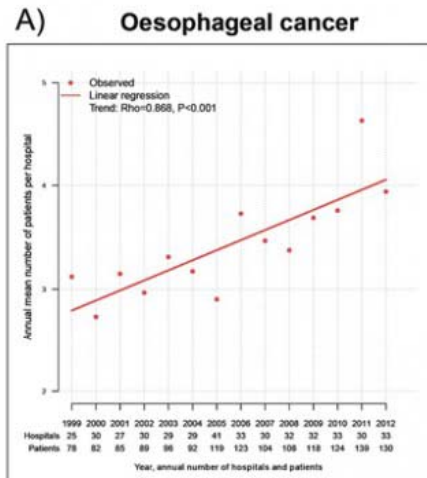 A) Oesophageal cancer
Observed
Linear regression
Trend: Rho=0.868, P<0.001
Annual mean number of patients per hospital
5
4
3
2
1999 2000 2001 2002 2003 2004 2005 2006 2007 2008 2009 2010 2011 2012
Hospitals 25 30 27 30 29 29 41 33 30 32 32 33 30 33
Patients 78 82 85 89 96 92 119 123 104 108 118 124 139 130
Year, annual number of hospitals and patients